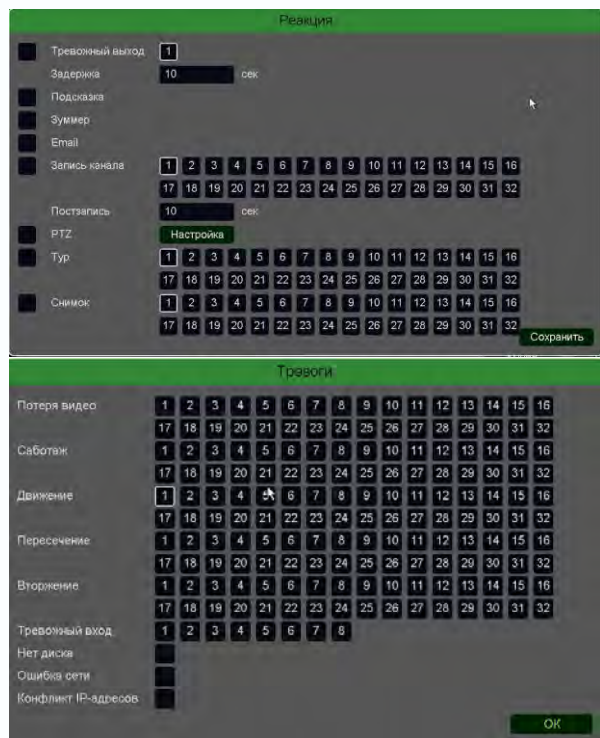 Реакция
Тревожный выход 1
Задержка 10 сек
Подсказка
Зуммер
Email
Запись канала 1 2 3 4 5 6 7 8 9 10 11 12 13 14 15 16
17 18 19 20 21 22 23 24 25 26 27 28 29 30 31 32
Постзапись 10 сек
PTZ Настройка
Тур 1 2 3 4 5 6 7 8 9 10 11 12 13 14 15 16
17 18 19 20 21 22 23 24 25 26 27 28 29 30 31 32
Снимок 1 2 3 4 5 6 7 8 9 10 11 12 13 14 15 16
17 18 19 20 21 22 23 24 25 26 27 28 29 30 31 32
Сохранить
Тревоги
Потеря видео 1 2 3 4 5 6 7 8 9 10 11 12 13 14 15 16
17 18 19 20 21 22 23 24 25 26 27 28 29 30 31 32
Саботаж 1 2 3 4 5 6 7 8 9 10 11 12 13 14 15 16
17 18 19 20 21 22 23 24 25 26 27 28 29 30 31 32
Движение 1 2 3 4 5 6 7 8 9 10 11 12 13 14 15 16
17 18 19 20 21 22 23 24 25 26 27 28 29 30 31 32
Пересечение 1 2 3 4 5 6 7 8 9 10 11 12 13 14 15 16
17 18 19 20 21 22 23 24 25 26 27 28 29 30 31 32
Вторжение 1 2 3 4 5 6 7 8 9 10 11 12 13 14 15 16
17 18 19 20 21 22 23 24 25 26 27 28 29 30 31 32
Тревожный вход 1 2 3 4 5 6 7 8
Нет диска
Ошибка сети
Конфликт IP-адресов
OK